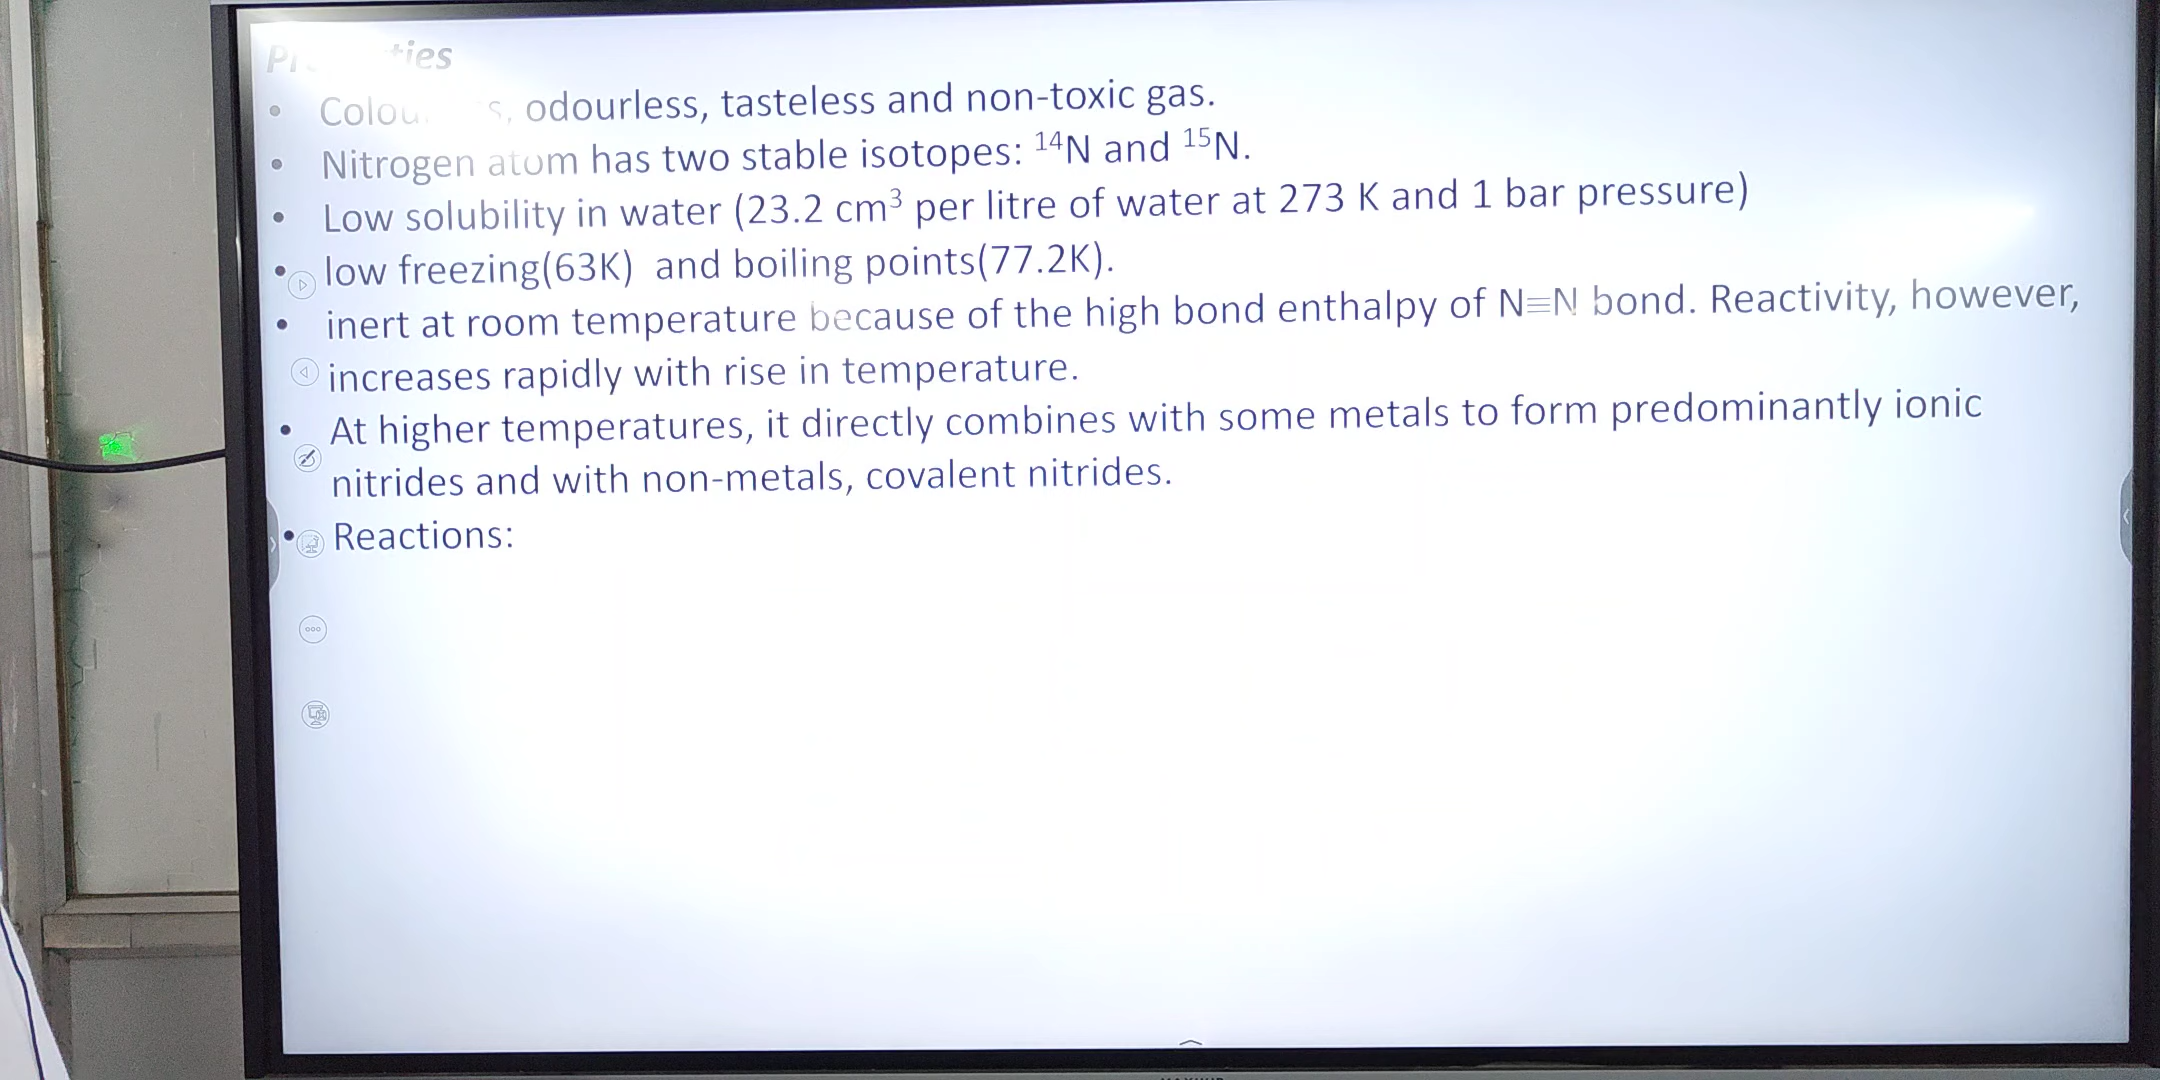 • odourless, tasteless and non-toxic gas.
• Nitrogen atom has two stable isotopes: ¹⁴N and ¹⁵N.
• Low solubility in water (23.2 cm³ per litre of water at 273 K and 1 bar pressure)
• low freezing(63K) and boiling points(77.2K).
• inert at room temperature because of the high bond enthalpy of N≡N bond. Reactivity, however,
increases rapidly with rise in temperature.
• At higher temperatures, it directly combines with some metals to form predominantly ionic
nitrides and with non-metals, covalent nitrides.
• Reactions: